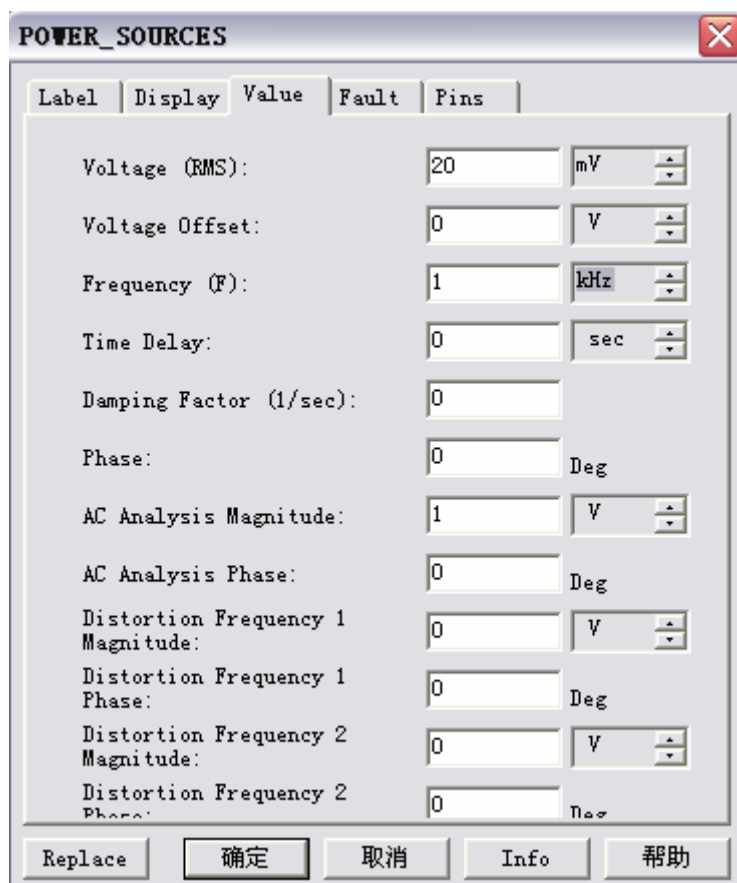 POWER_SOURCES
Label Display Value Fault Pins
Voltage (RMS): 20 mV
Voltage Offset: 0 V
Frequency (F): 1 kHz
Time Delay: 0 sec
Damping Factor (1/sec): 0
Phase: 0 Deg
AC Analysis Magnitude: 1 V
AC Analysis Phase: 0 Deg
Distortion Frequency 1
Magnitude: 0 V
Distortion Frequency 1
Phase: 0 Deg
Distortion Frequency 2
Magnitude: 0 V
Distortion Frequency 2
Phase: 0 Deg
Replace 确定 取消 Info 帮助